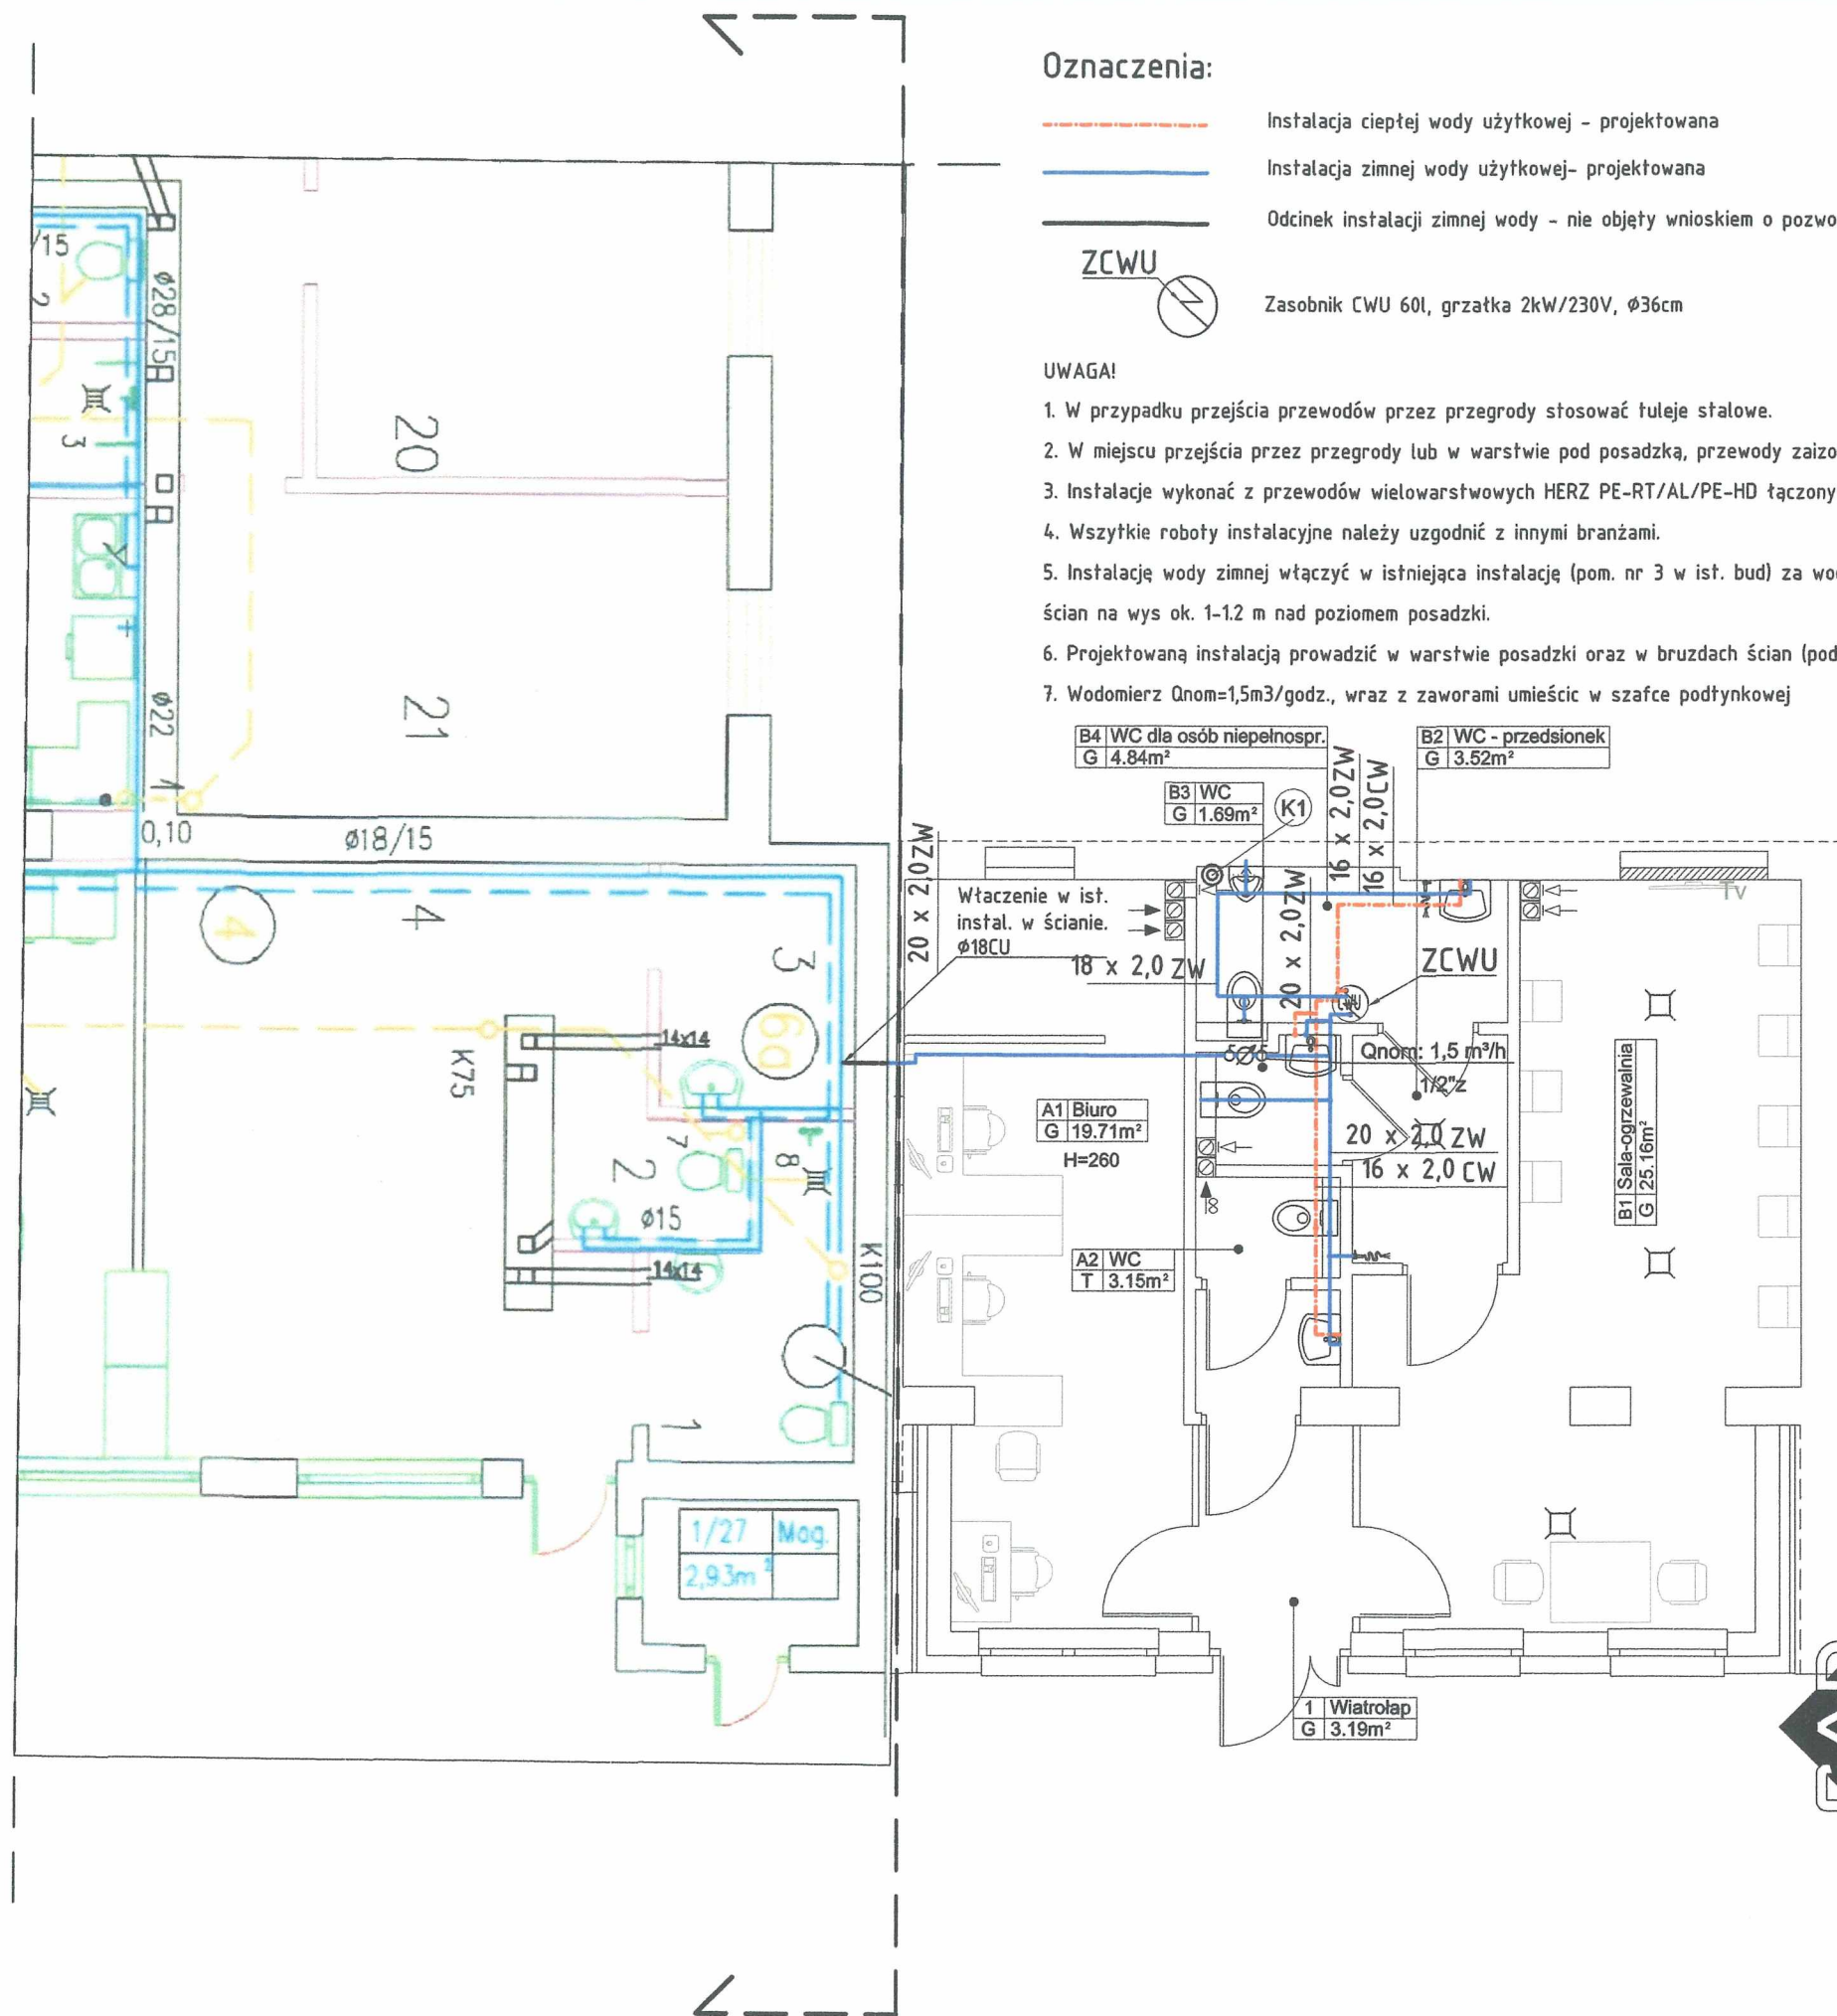 Oznaczenia:
Instalacja ciepłej wody użytkowej - projektowana
Instalacja zimnej wody użytkowej- projektowana
Odcinek instalacji zimnej wody - nie objęty wnioskiem o pozwo
ZCWU
Zasobnik CWU 60l, grzałka 2kW/230V, ø36cm
UWAGA!
1. W przypadku przejścia przewodów przez przegrody stosować tuleje stalowe.
2. W miejscu przejścia przez przegrody lub w warstwie pod posadzką, przewody zaizo
3. Instalacje wykonać z przewodów wielowarstwowych HERZ PE-RT/AL/PE-HD łączony
4. Wszytkie roboty instalacyjne należy uzgodnić z innymi branżami.
5. Instalację wody zimnej włączyć w istniejąca instalację (pom. nr 3 w ist. bud) za wo
ścian na wys ok. 1-1.2 m nad poziomem posadzki.
6. Projektowaną instalacją prowadzić w warstwie posadzki oraz w bruzdach ścian (pod
7. Wodomierz Qnom=1,5m3/godz., wraz z zaworami umieścic w szafce podtynkowej
B4 WC dla osób niepełnospr.
G 4.84m²
B2 WC - przedsionek
G 3.52m²
B3 WC
G 1.69m²
K1
16 x 2,0ZW
16 x 2,0CW
20 x 2,0ZW
Włączenie w ist.
instal. w ścianie.
ø18CU
18 x 2,0 ZW
20 x 2,0ZW
ZCWU
Tv
Qnom: 1,5 m³/h
1/2"z
A1 Biuro
G 19.71m²
H=260
20 x 2,0 ZW
16 x 2,0 CW
B1 Sala-ogrzewalnia
G 25.16m²
A2 WC
T 3.15m²
8
1 Wiatrołap
G 3.19m²
A
/15
2
ø28/15
3
20
21
ø22
1
0,10
ø18/15
4
4
3
6a
K75
14x14
7
2
8
ø15
14x14
K100
1
1/27 Mag.
2,93m²